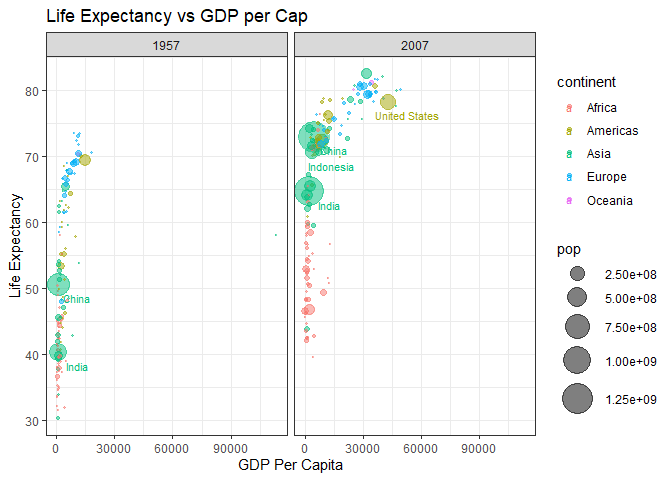 Life Expectancy vs GDP per Cap
1957
2007
80
70
60
50
40
30
Life Expectancy
China
India
United States
China
Indonesia
India
0
30000
60000
90000
0
30000
60000
90000
GDP Per Capita
continent
a Africa
a Americas
a Asia
a Europe
a Oceania
pop
2.50e+08
5.00e+08
7.50e+08
1.00e+09
1.25e+09